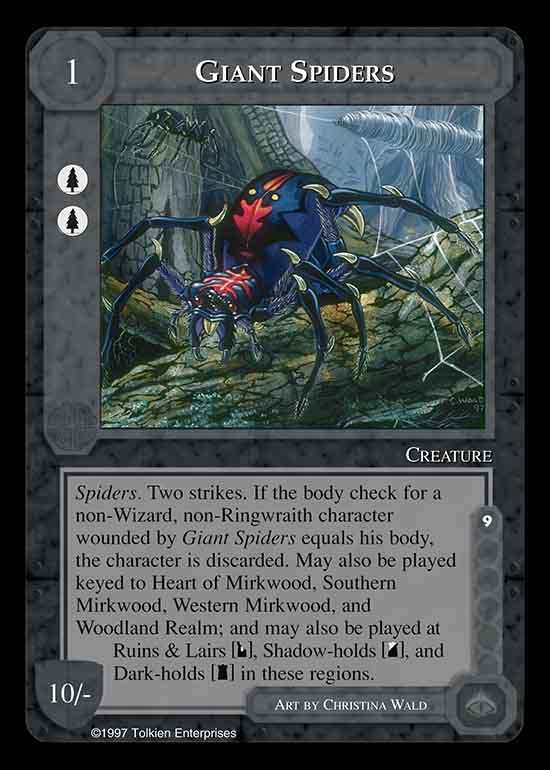 1
GIANT SPIDERS
C. WALD
97
CREATURE
Spiders. Two strikes. If the body check for a
non-Wizard, non-Ringwraith character
wounded by Giant Spiders equals his body,
the character is discarded. May also be played
keyed to Heart of Mirkwood, Southern
Mirkwood, Western Mirkwood, and
Woodland Realm; and may also be played at
Ruins & Lairs [], Shadow-holds [], and
Dark-holds [] in these regions.
9
10/-
ART BY CHRISTINA WALD
©1997 Tolkien Enterprises